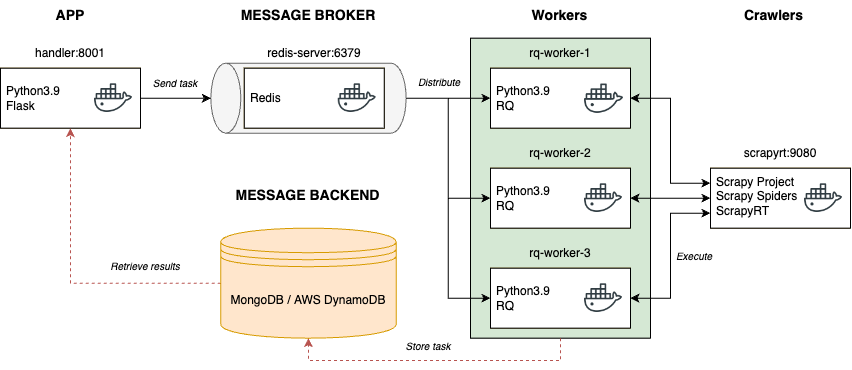 APP
MESSAGE BROKER
Workers
Crawlers
handler:8001
redis-server:6379
rq-worker-1
Python3.9
Flask
Send task
Redis
Distribute
Python3.9
RQ
rq-worker-2
scrapyrt:9080
Python3.9
RQ
Scrapy Project
Scrapy Spiders
ScrapyRT
MESSAGE BACKEND
rq-worker-3
Execute
Retrieve results
MongoDB / AWS DynamoDB
Python3.9
RQ
Store task